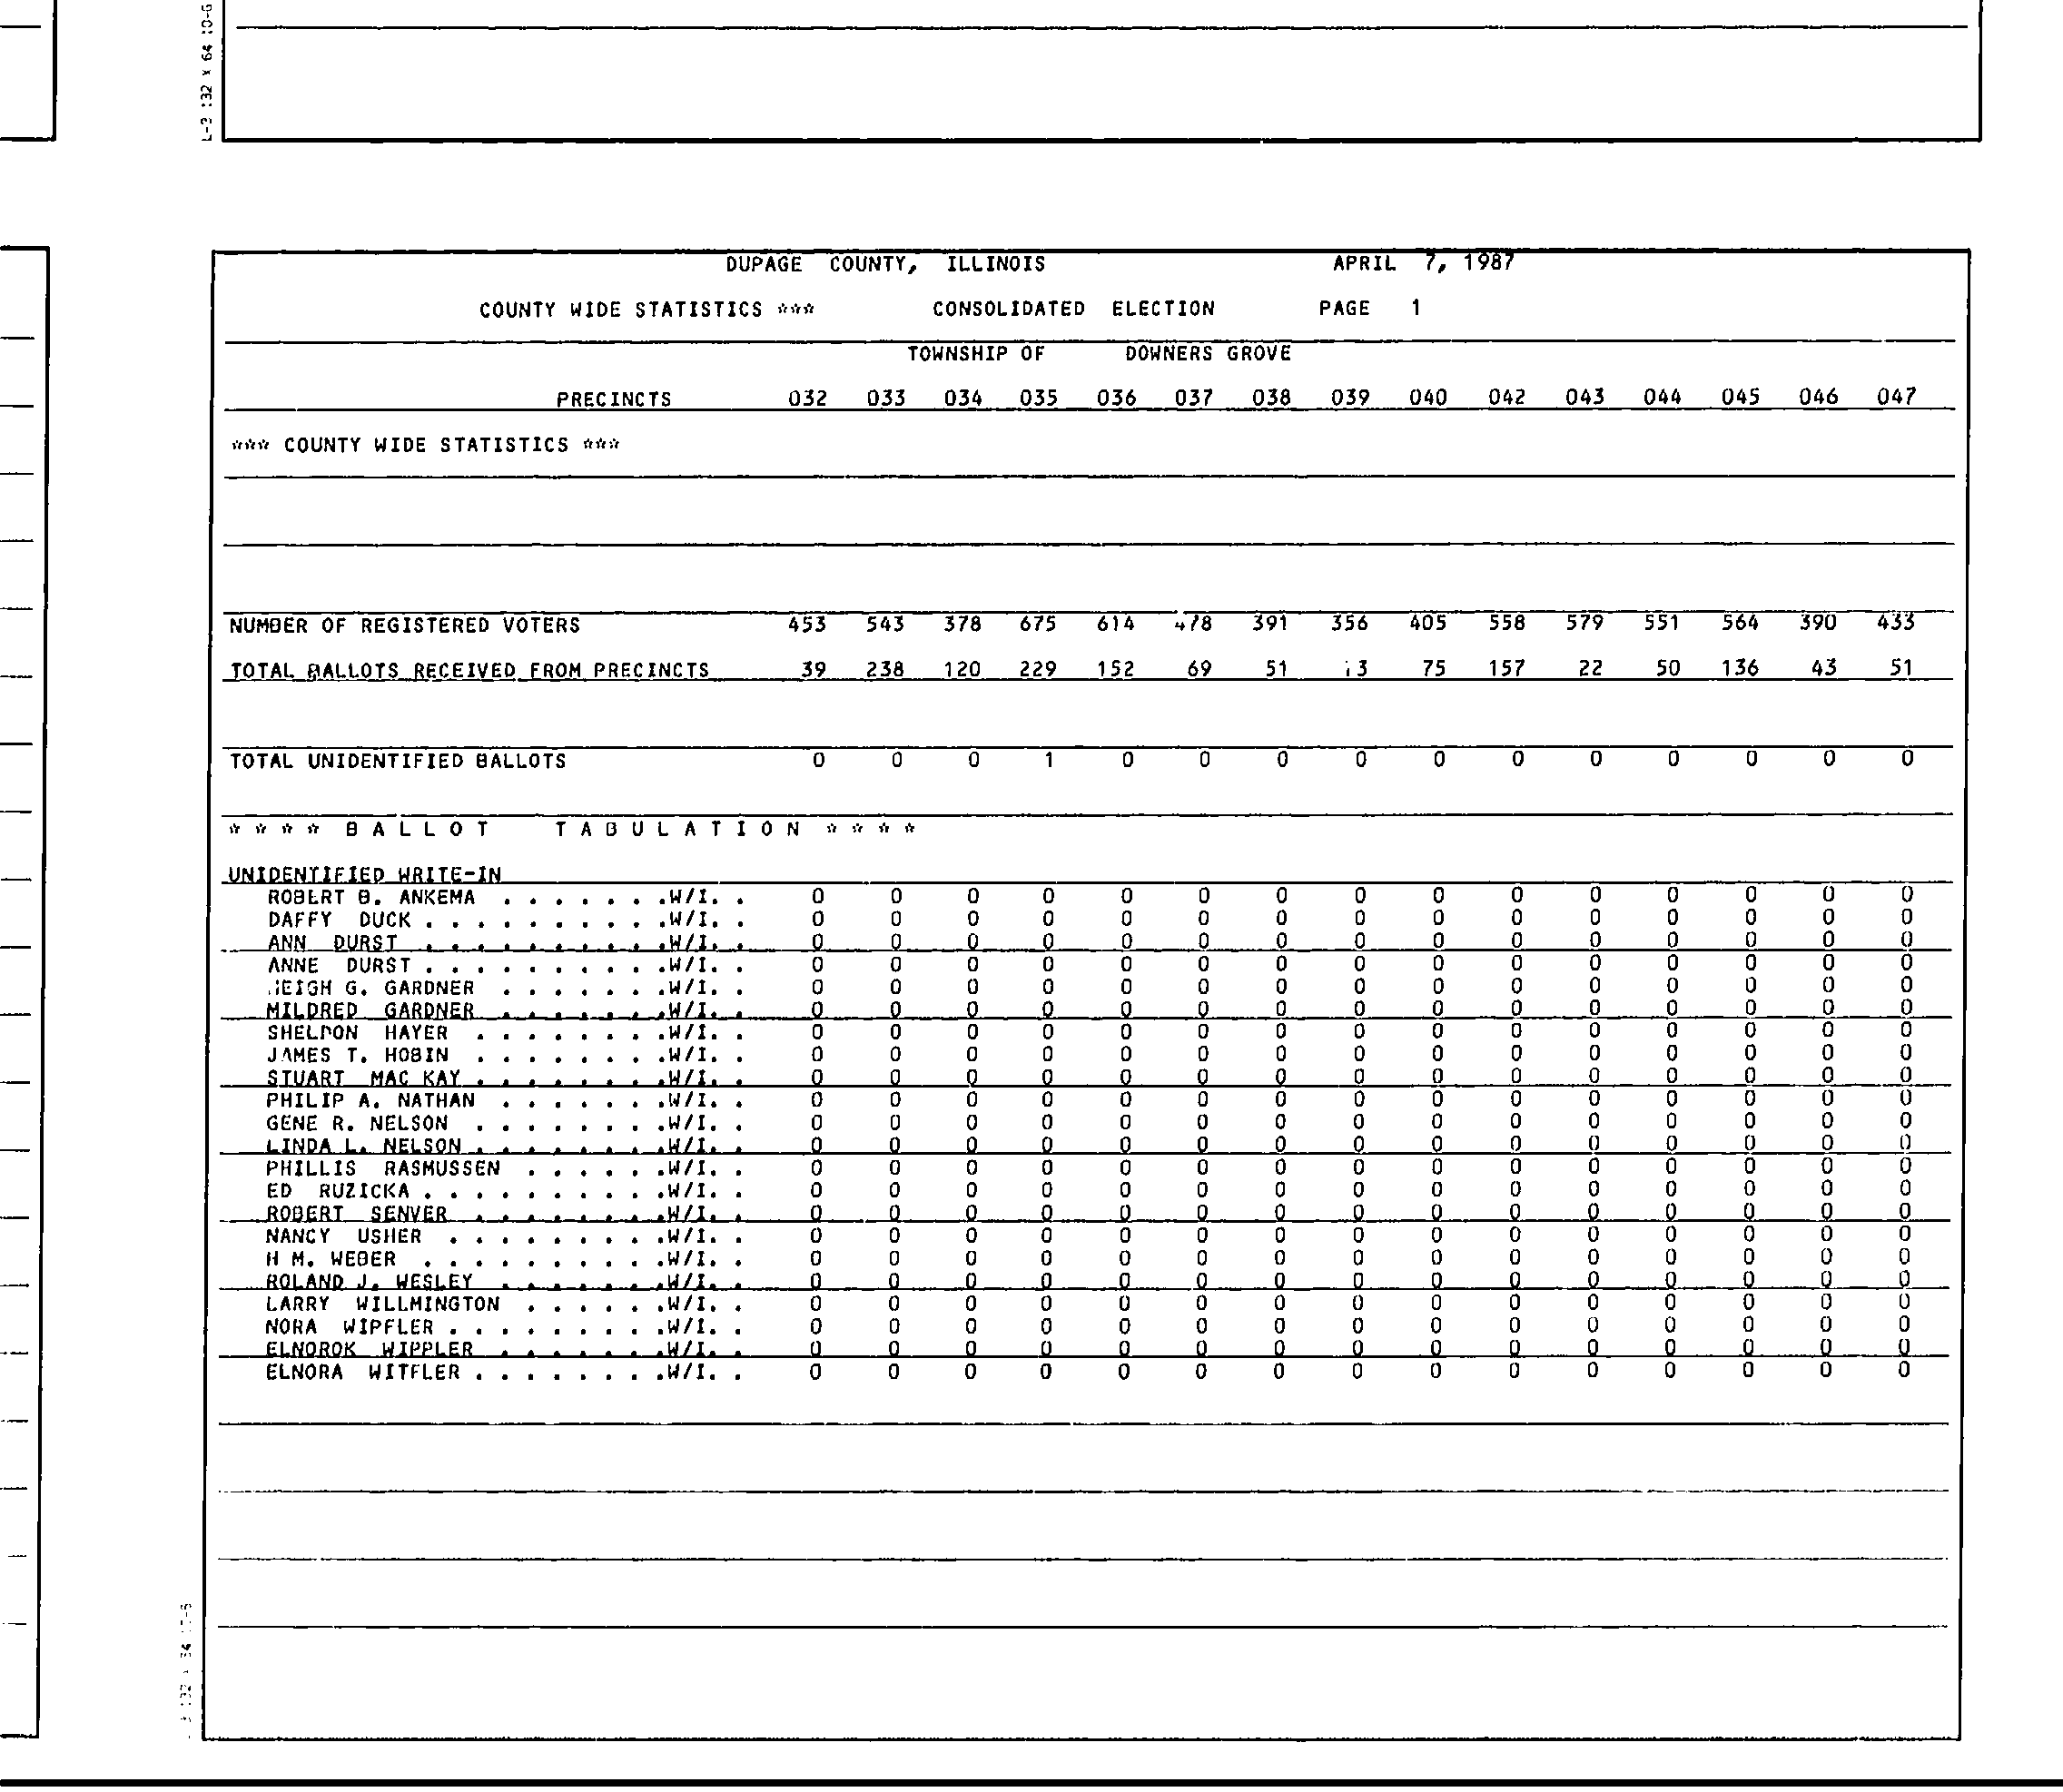 L-3 132 X 64 10-6
DUPAGE COUNTY, ILLINOIS APRIL 7, 1987
COUNTY WIDE STATISTICS *** CONSOLIDATED ELECTION PAGE 1
TOWNSHIP OF DOWNERS GROVE
PRECINCTS 032 033 034 035 036 037 038 039 040 042 043 044 045 046 047
*** COUNTY WIDE STATISTICS ***
NUMBER OF REGISTERED VOTERS 453 543 378 675 614 478 391 356 405 558 579 551 564 390 433
TOTAL BALLOTS RECEIVED FROM PRECINCTS 39 238 120 229 152 69 51 75 157 22 50 136 43 51
TOTAL UNIDENTIFIED BALLOTS 0 0 0 1 0 0 0 0 0 0 0 0 0 0 0
* * * * B A L L O T T A B U L A T I O N * * * *
UNIDENTIFIED WRITE-IN
ROBERT B. ANKEMA . . . . . . .W/I. . 0 0 0 0 0 0 0 0 0 0 0 0 0 0 0
DAFFY DUCK . . . . . . . . . .W/I. . 0 0 0 0 0 0 0 0 0 0 0 0 0 0 0
ANN DURST . . . . . . . . . .W/I. . 0 0 0 0 0 0 0 0 0 0 0 0 0 0 0
ANNE DURST . . . . . . . . . .W/I. . 0 0 0 0 0 0 0 0 0 0 0 0 0 0 0
G. GARDNER . . . . . . .W/I. . 0 0 0 0 0 0 0 0 0 0 0 0 0 0 0
MILDRED GARDNER . . . . . . .W/I. . 0 0 0 0 0 0 0 0 0 0 0 0 0 0 0
SHELDON HAYER . . . . . . . .W/I. . 0 0 0 0 0 0 0 0 0 0 0 0 0 0 0
JAMES T. HOBIN . . . . . . . .W/I. . 0 0 0 0 0 0 0 0 0 0 0 0 0 0 0
STUART MAC KAY . . . . . . . .W/I. . 0 0 0 0 0 0 0 0 0 0 0 0 0 0 0
PHILIP A. NATHAN . . . . . . .W/I. . 0 0 0 0 0 0 0 0 0 0 0 0 0 0 0
GENE R. NELSON . . . . . . . .W/I. . 0 0 0 0 0 0 0 0 0 0 0 0 0 0 0
LINDA L. NELSON . . . . . . . .W/I. . 0 0 0 0 0 0 0 0 0 0 0 0 0 0 0
PHILLIS RASMUSSEN . . . . . .W/I. . 0 0 0 0 0 0 0 0 0 0 0 0 0 0 0
ED RUZICKA . . . . . . . . . .W/I. . 0 0 0 0 0 0 0 0 0 0 0 0 0 0 0
ROBERT SENVER . . . . . . . .W/I. . 0 0 0 0 0 0 0 0 0 0 0 0 0 0 0
NANCY USHER . . . . . . . . .W/I. . 0 0 0 0 0 0 0 0 0 0 0 0 0 0 0
H M. WEBER . . . . . . . . . .W/I. . 0 0 0 0 0 0 0 0 0 0 0 0 0 0 0
ROLAND J. WESLEY . . . . . . .W/I. . 0 0 0 0 0 0 0 0 0 0 0 0 0 0 0
LARRY WILLMINGTON . . . . . .W/I. . 0 0 0 0 0 0 0 0 0 0 0 0 0 0 0
NORA WIPFLER . . . . . . . . .W/I. . 0 0 0 0 0 0 0 0 0 0 0 0 0 0 0
ELNOROK WIPPLER . . . . . . .W/I. . 0 0 0 0 0 0 0 0 0 0 0 0 0 0 0
ELNORA WITFLER . . . . . . . .W/I. . 0 0 0 0 0 0 0 0 0 0 0 0 0 0 0